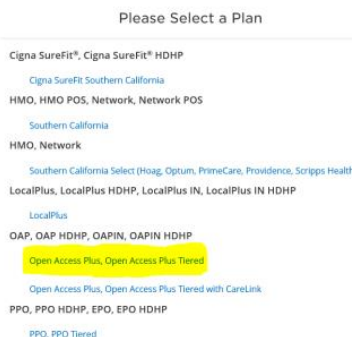 Please Select a Plan
Cigna SureFit®, Cigna SureFit® HDHP
Cigna SureFit Southern California
HMO, HMO POS, Network, Network POS
Southern California
HMO, Network
Southern California Select (Hoag, Optum, PrimeCare, Providence, Scripps Health
LocalPlus, LocalPlus HDHP, LocalPlus IN, LocalPlus IN HDHP
LocalPlus
OAP, OAP HDHP, OAPIN, OAPIN HDHP
Open Access Plus, Open Access Plus Tiered
Open Access Plus, Open Access Plus Tiered with CareLink
PPO, PPO HDHP, EPO, EPO HDHP
PPO, PPO Tiered